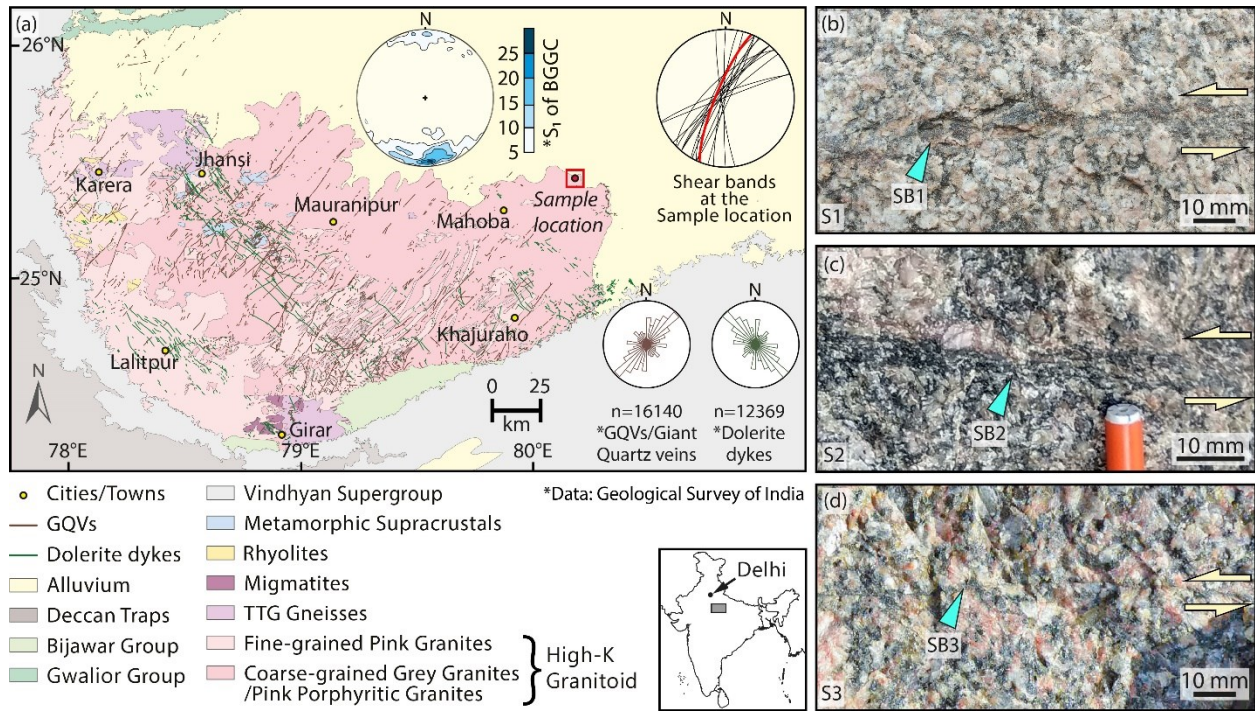 (a)
26°N
25°N
78°E
79°E
80°E
N
25
20
15
10
5
*S1 of BGGC
N
Shear bands
at the
Sample location
Karera
Jhansi
Mauranipur
Mahoba
Sample
location
Khajuraho
Lalitpur
Girar
N
0 25
km
N
n=16140
*GQVs/Giant
Quartz veins
N
n=12369
*Dolerite
dykes
Cities/Towns
GQVs
Dolerite dykes
Alluvium
Deccan Traps
Bijawar Group
Gwalior Group
Vindhyan Supergroup
Metamorphic Supracrustals
Rhyolites
Migmatites
TTG Gneisses
Fine-grained Pink Granites
Coarse-grained Grey Granites
/Pink Porphyritic Granites
High-K
Granitoid
*Data: Geological Survey of India
Delhi
(b)
SB1
S1
10 mm
(c)
SB2
S2
10 mm
(d)
SB3
S3
10 mm